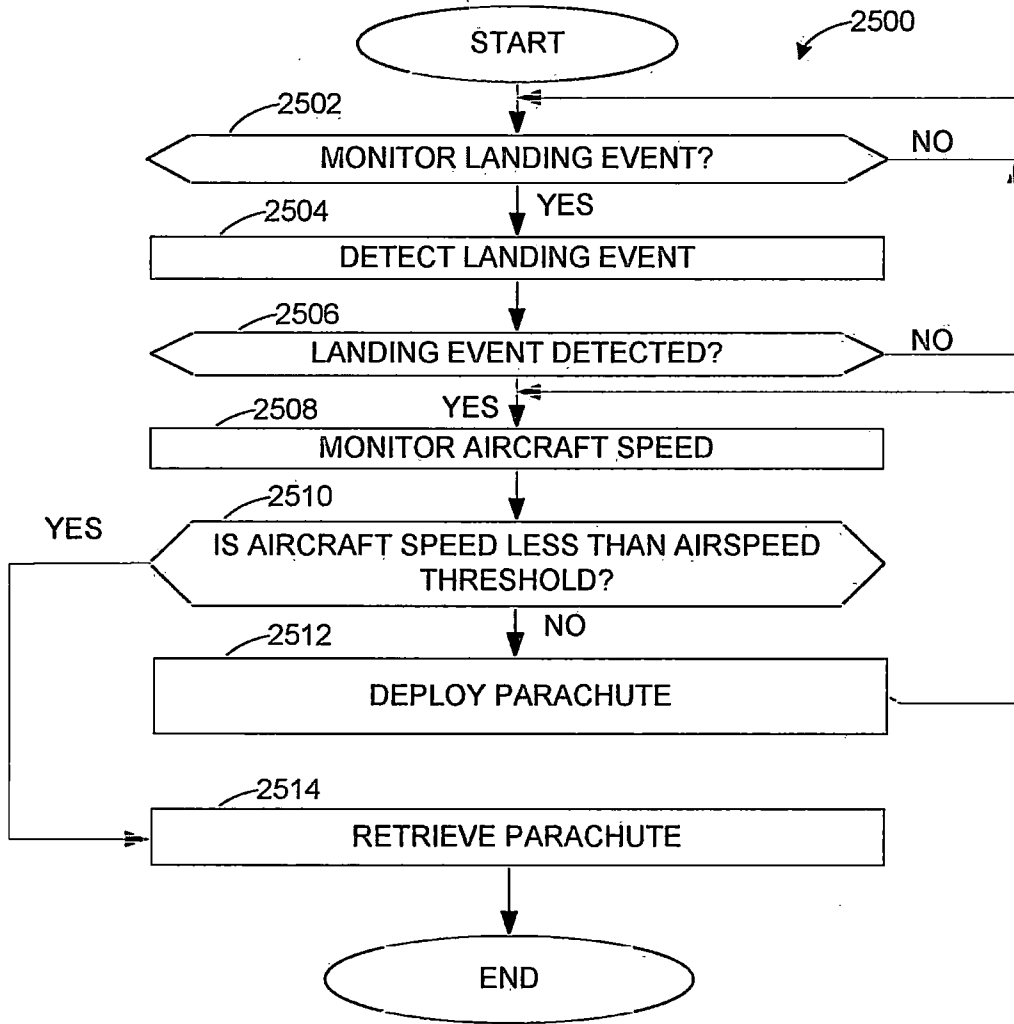 START
2500
2502
MONITOR LANDING EVENT?
NO
YES
2504
DETECT LANDING EVENT
2506
LANDING EVENT DETECTED?
NO
YES
2508
MONITOR AIRCRAFT SPEED
2510
YES
IS AIRCRAFT SPEED LESS THAN AIRSPEED
THRESHOLD?
NO
2512
DEPLOY PARACHUTE
2514
RETRIEVE PARACHUTE
END